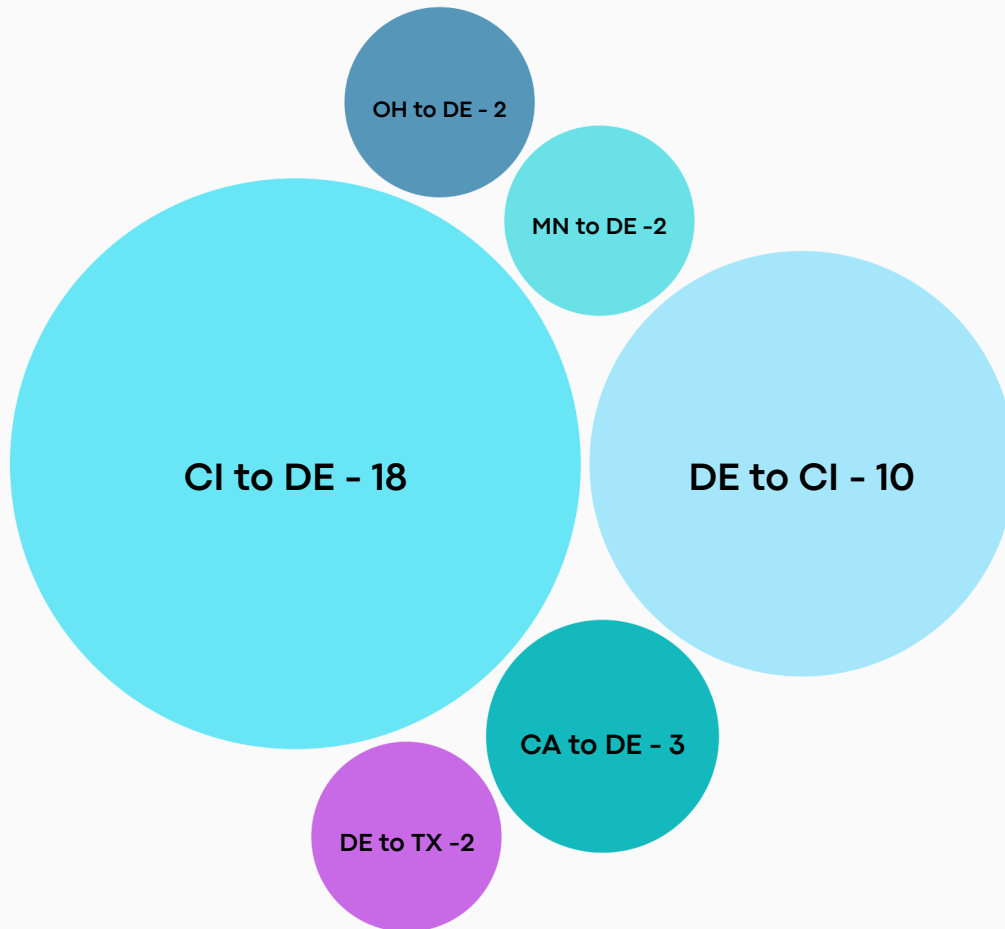 OH to DE - 2
MN to DE -2
CI to DE - 18
DE to CI - 10
CA to DE - 3
DE to TX -2